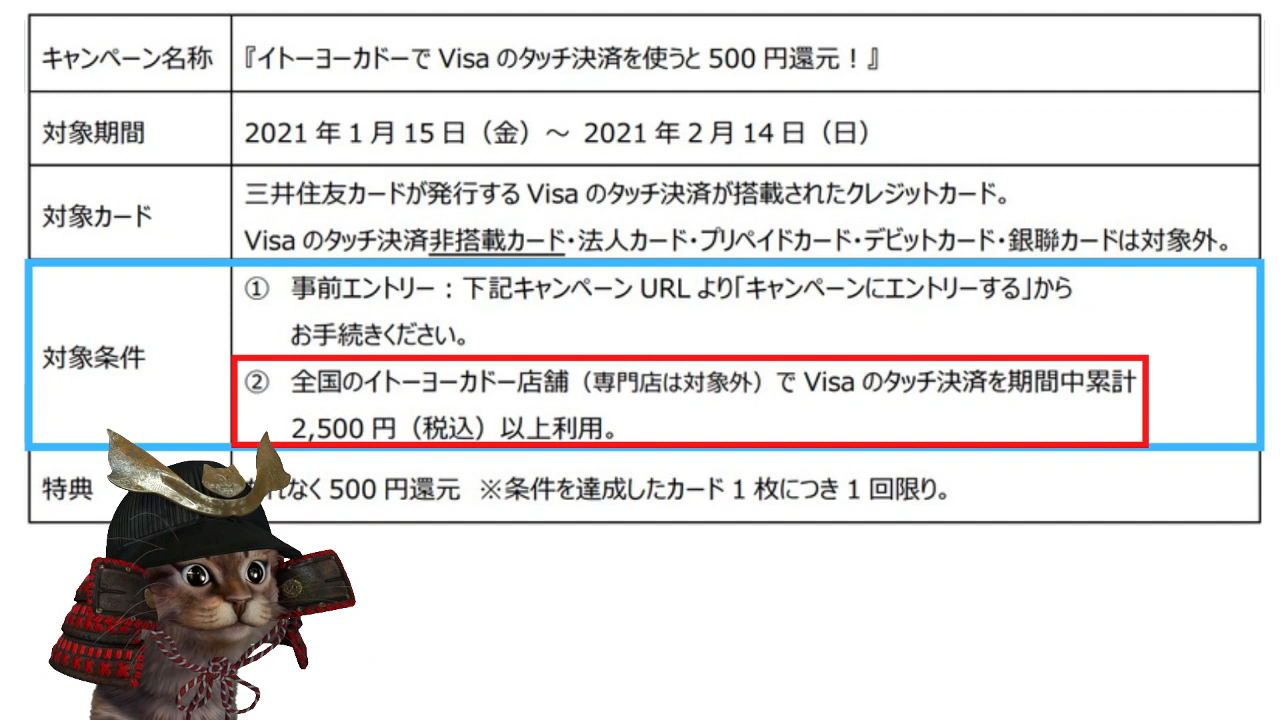 キャンペーン名称 『イトーヨーカドーで Visa のタッチ決済を使うと 500 円還元！』
対象期間 2021 年 1 月 15 日（金）～ 2021 年 2 月 14 日（日）
対象カード
三井住友カードが発行する Visa のタッチ決済が搭載されたクレジットカード。
Visa のタッチ決済非搭載カード・法人カード・プリペイドカード・デビットカード・銀聯カードは対象外。
対象条件
① 事前エントリー：下記キャンペーン URL より「キャンペーンにエントリーする」から
お手続きください。
② 全国のイトーヨーカドー店舗（専門店は対象外）で Visa のタッチ決済を期間中累計
2,500 円（税込）以上利用。
特典 なく 500 円還元 ※条件を達成したカード 1 枚につき 1 回限り。